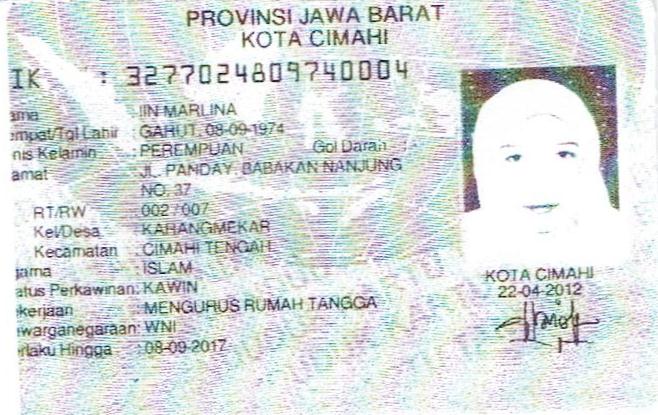 PROVINSI JAWA BARAT
KOTA CIMAHI
IK : 3277024809740004
ama : IIN MARLINA
empat/Tgl Lahir : GARUT, 08-09-1974
nis Kelamin : PEREMPUAN Gol Darah :
amat : JL. PANDAY. BABAKAN NANJUNG
NO. 37
RT/RW : 002 / 007
Kel/Desa : KARANGMEKAR
Kecamatan : CIMAHI TENGAH
gama : ISLAM
atus Perkawinan: KAWIN
ekerjaan : MENGURUS RUMAH TANGGA
ewarganegaraan: WNI
erlaku Hingga : 08-09-2017
KOTA CIMAHI
22-04-2012